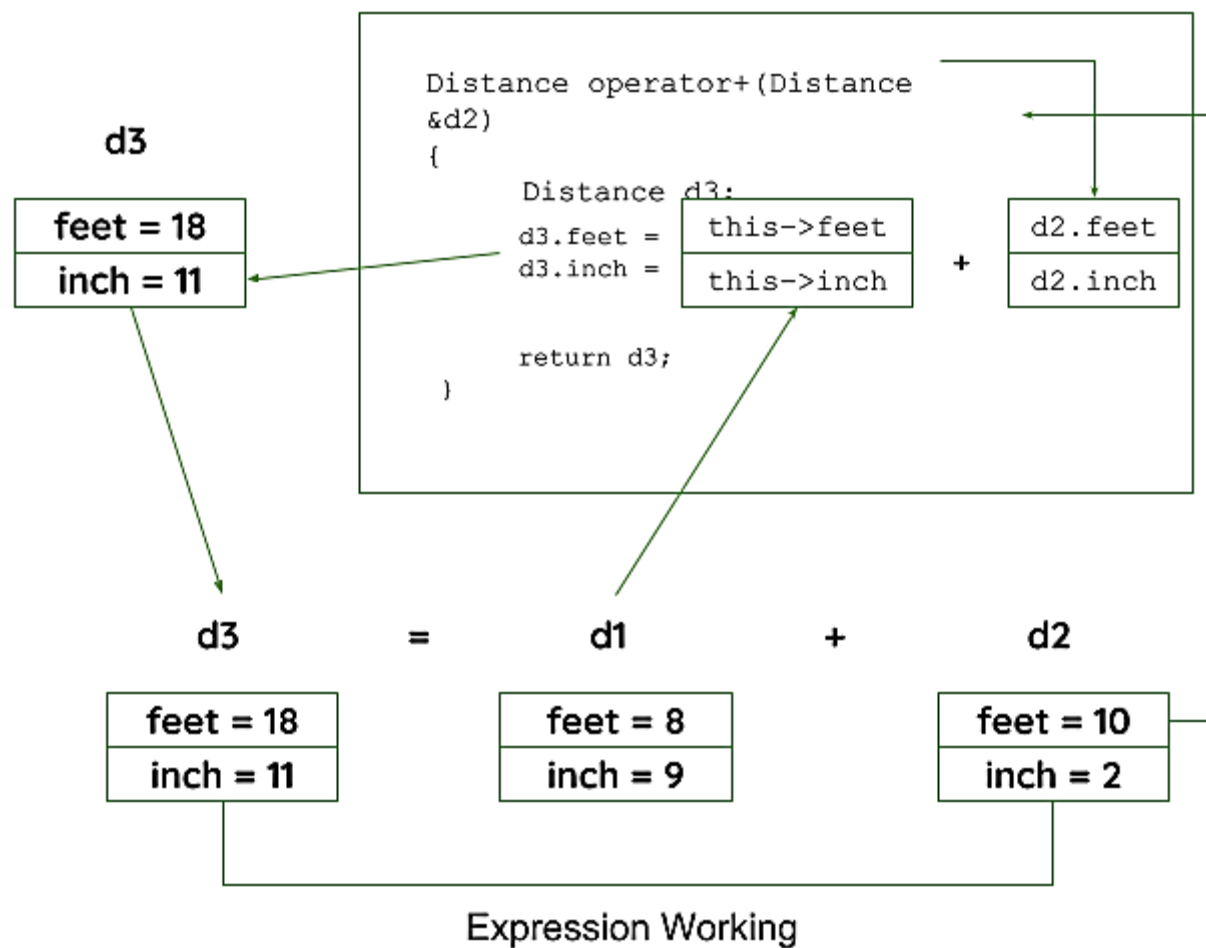 Distance operator+(Distance
&d2)
{
Distance d3;
d3.feet = this->feet + d2.feet
d3.inch = this->inch d2.inch
return d3;
}
d3
feet = 18
inch = 11
d3 = d1 + d2
feet = 18 feet = 8 feet = 10
inch = 11 inch = 9 inch = 2
Expression Working